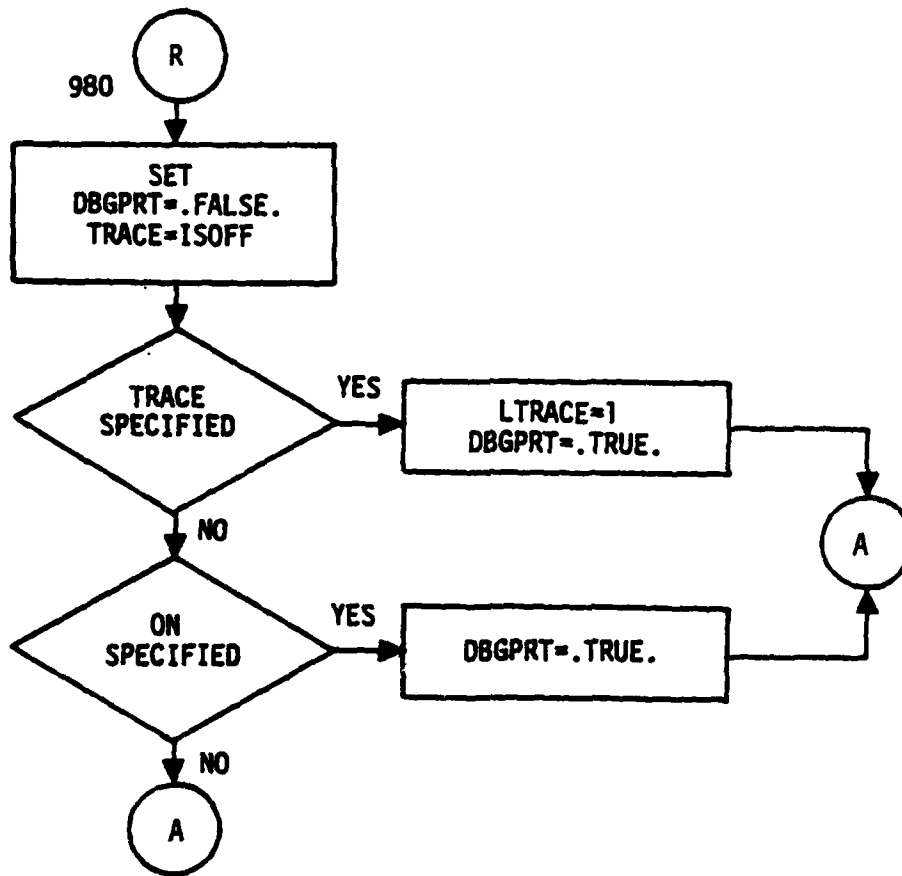 R
980
SET
DBGPRT=.FALSE.
TRACE=ISOFF
TRACE
SPECIFIED
YES
LTRACE=1
DBGPRT=.TRUE.
A
NO
ON
SPECIFIED
YES
DBGPRT=.TRUE.
NO
A